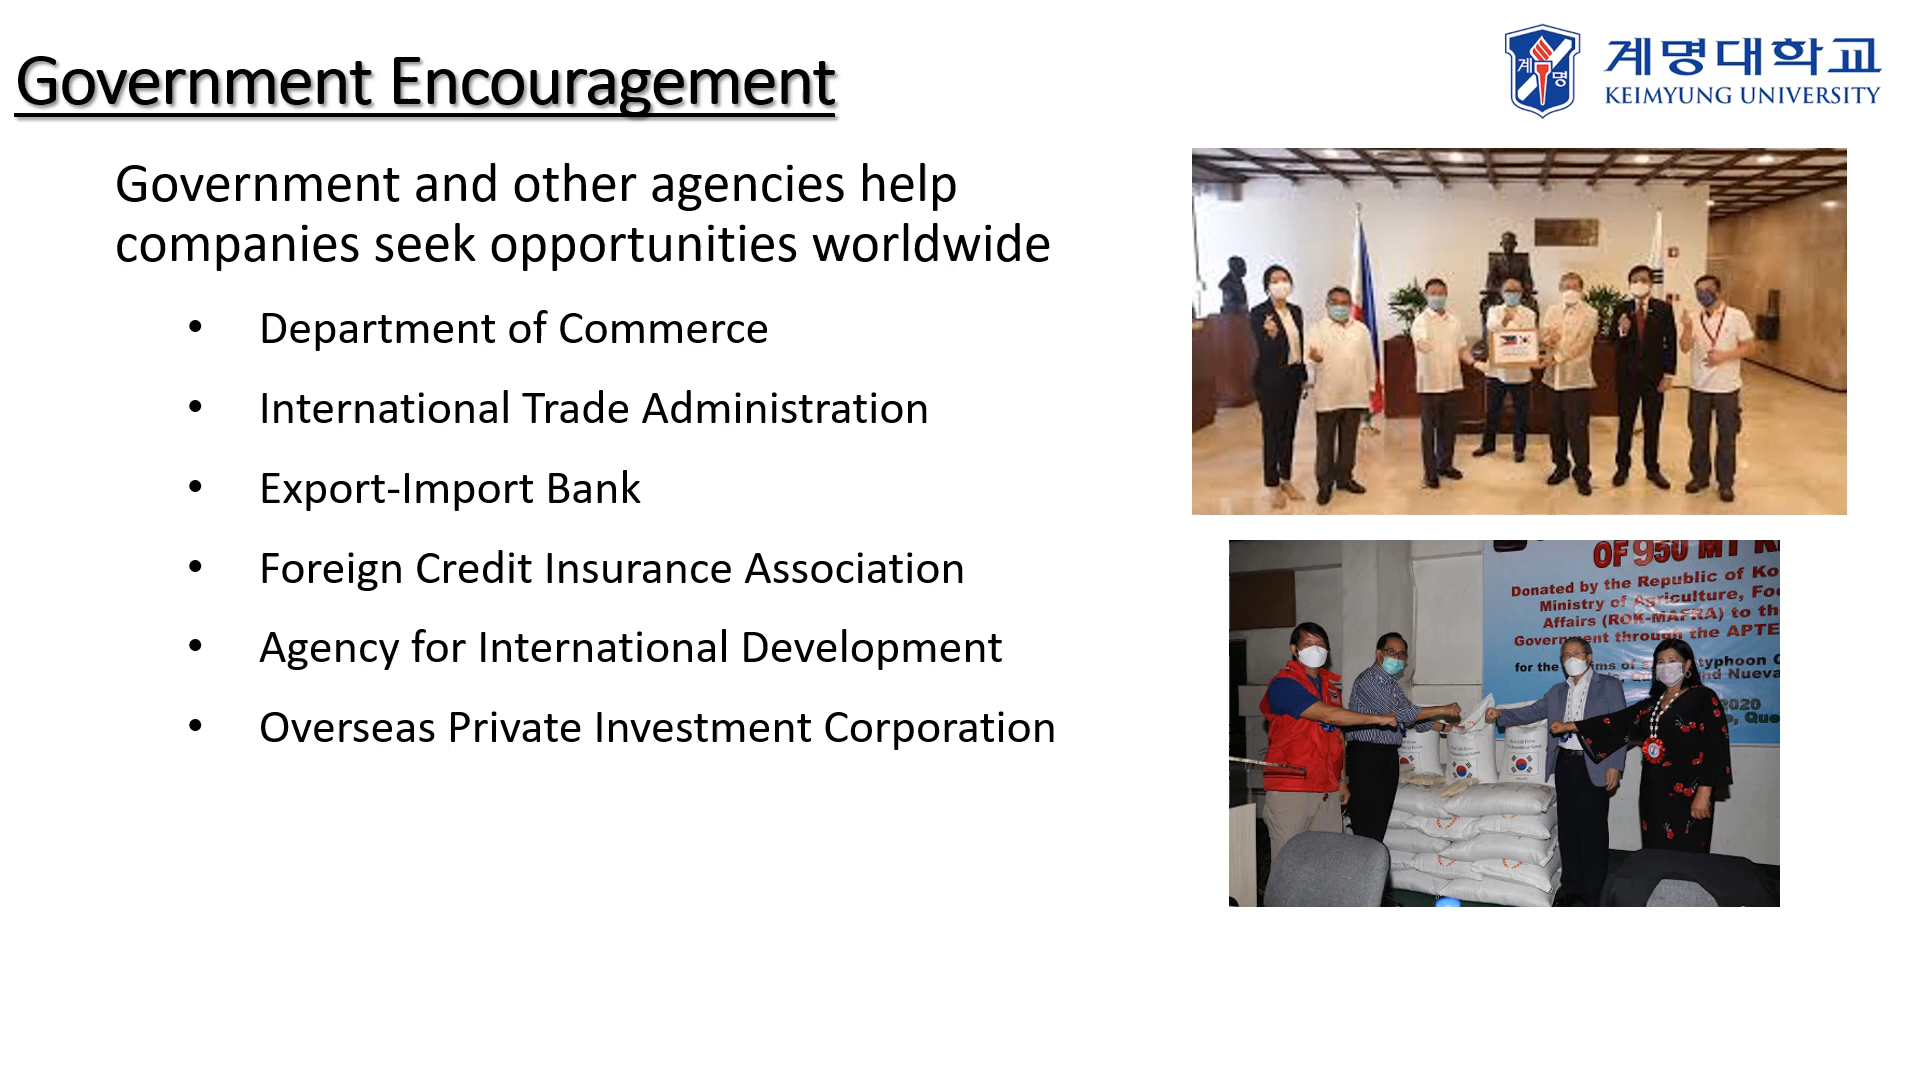 Government Encouragement
계명대학교
KEIMYUNG UNIVERSITY
계
명
Government and other agencies help
companies seek opportunities worldwide
• Department of Commerce
• International Trade Administration
• Export-Import Bank
• Foreign Credit Insurance Association
• Agency for International Development
• Overseas Private Investment Corporation
OF 950 MT
Donated by the Republic of Ko
Ministry of Agriculture, Foo
Affairs (ROK-MAFRA) to th
Government through the APTE
for the of typhoon
and Nueva
2020